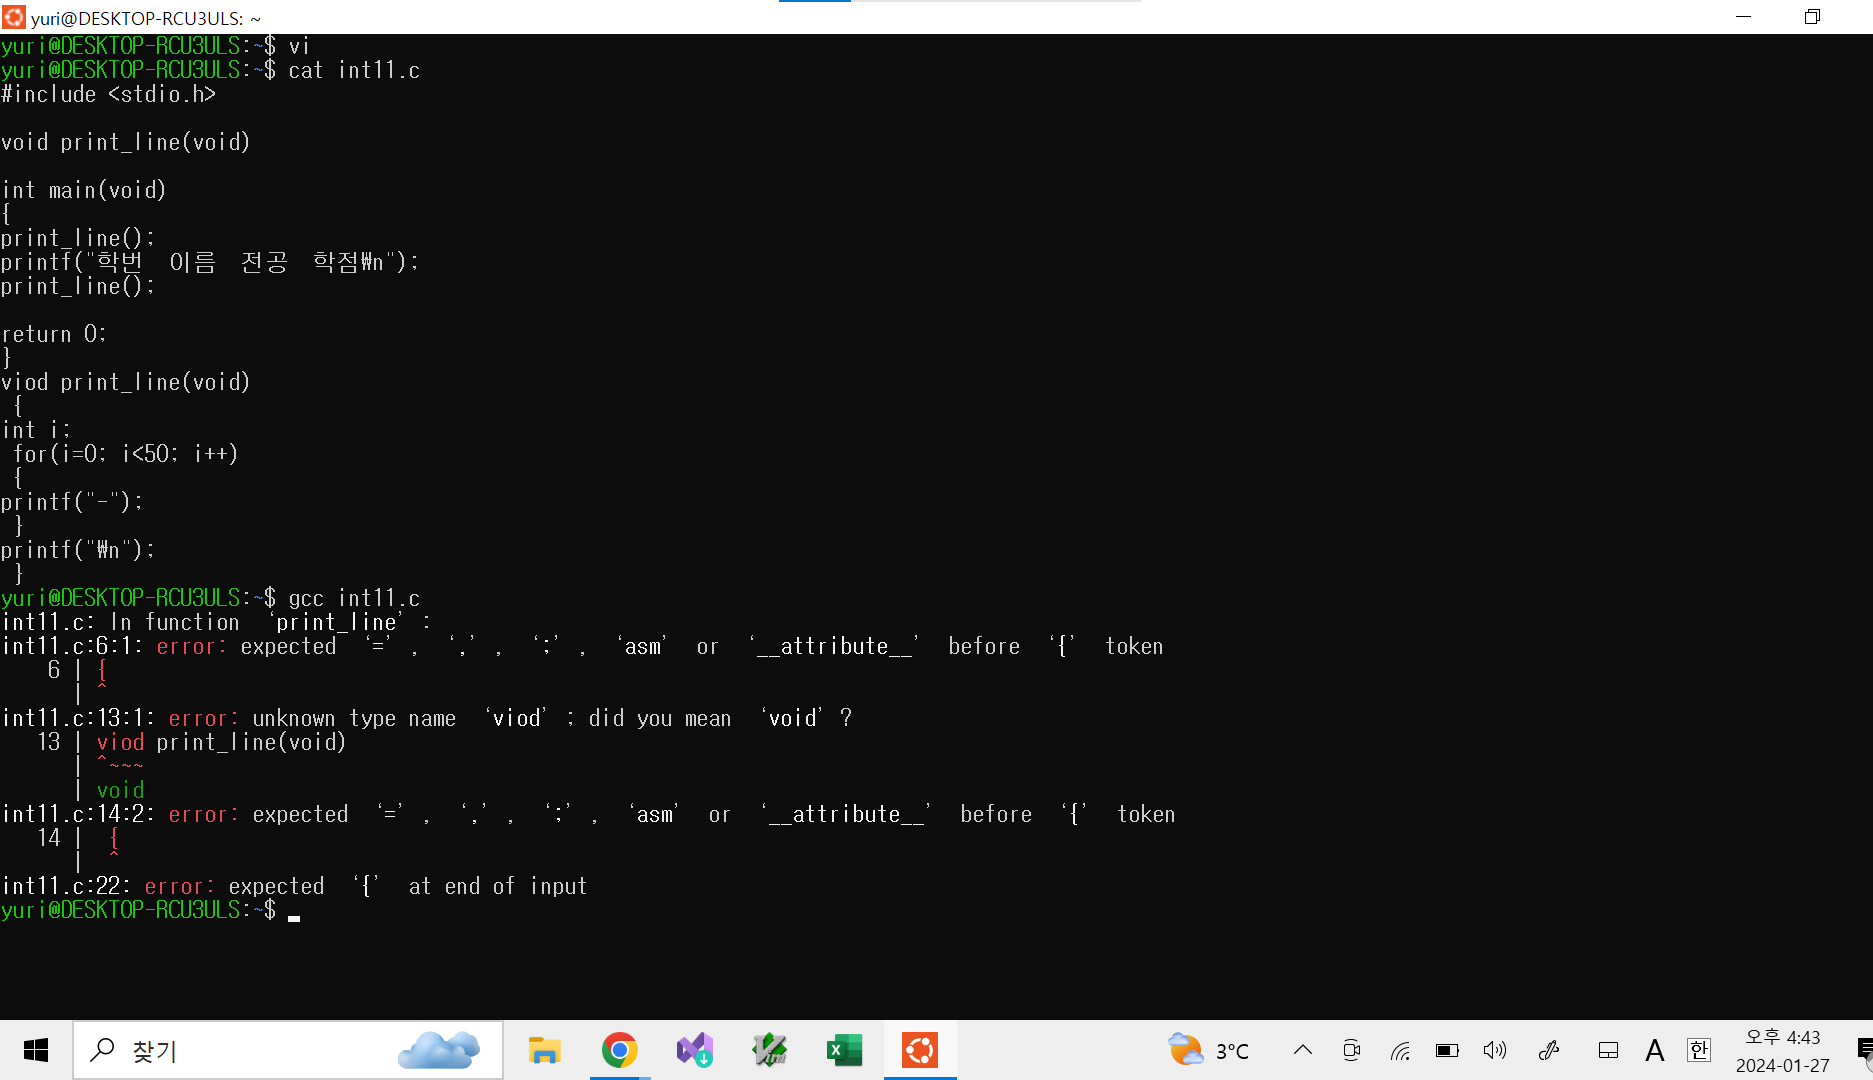 yuri@DESKTOP-RCU3ULS: ~
yuri@DESKTOP-RCU3ULS:~$ vi
yuri@DESKTOP-RCU3ULS:~$ cat int11.c
#include <stdio.h>
void print_line(void)
int main(void)
{
print_line();
printf("학번  이름  전공  학점₩n");
print_line();
return 0;
}
viod print_line(void)
{
int i;
for(i=0; i<50; i++)
{
printf("-");
}
printf("₩n");
}
yuri@DESKTOP-RCU3ULS:~$ gcc int11.c
int11.c: In function ‘print_line’:
int11.c:6:1: error: expected ‘=’, ‘,’, ‘;’, ‘asm’ or ‘__attribute__’ before ‘{’ token
6 | {
| ^
int11.c:13:1: error: unknown type name ‘viod’; did you mean ‘void’?
13 | viod print_line(void)
| ^~~~
| void
int11.c:14:2: error: expected ‘=’, ‘,’, ‘;’, ‘asm’ or ‘__attribute__’ before ‘{’ token
14 |  {
|  ^
int11.c:22: error: expected ‘{’ at end of input
yuri@DESKTOP-RCU3ULS:~$
찾기
3°C
A
한
오후 4:43
2024-01-27